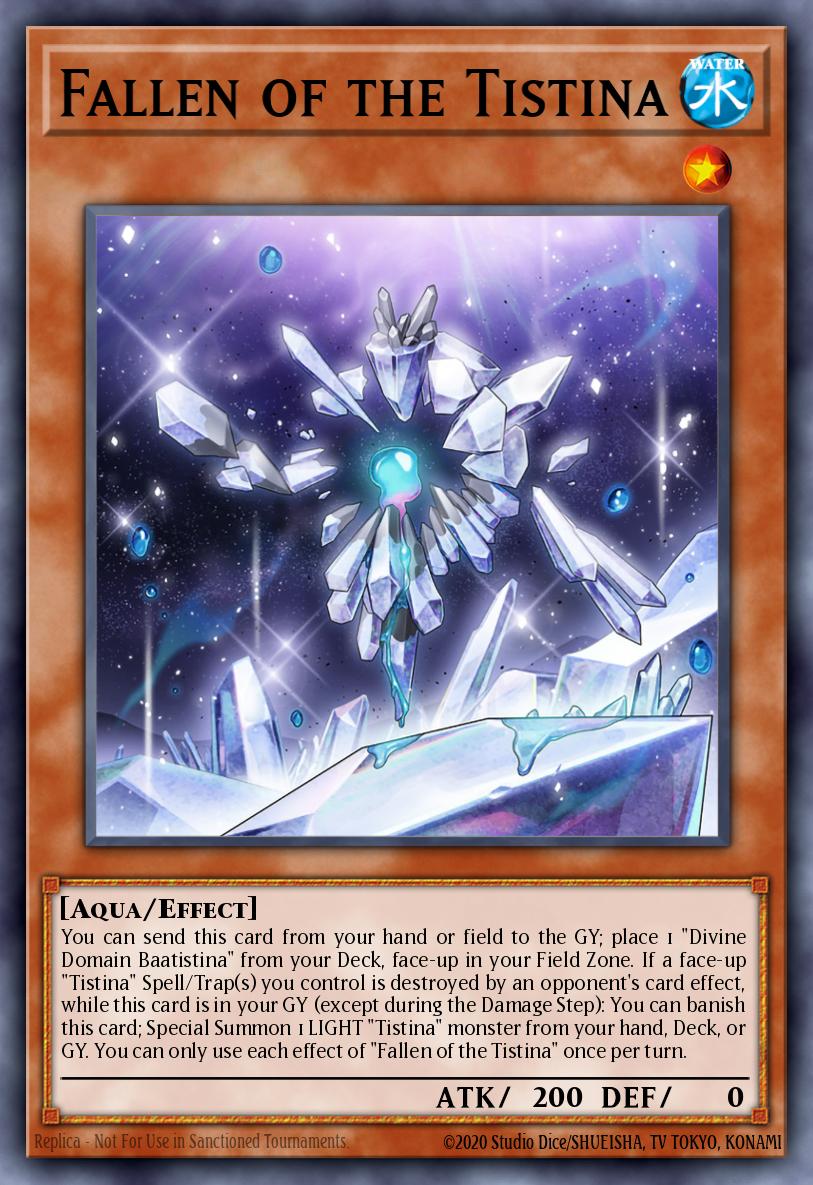 Fallen of the Tistina
WATER
水
[Aqua/Effect]
You can send this card from your hand or field to the GY; place 1 "Divine
Domain Baatistina" from your Deck, face-up in your Field Zone. If a face-up
"Tistina" Spell/Trap(s) you control is destroyed by an opponent's card effect,
while this card is in your GY (except during the Damage Step): You can banish
this card; Special Summon 1 LIGHT "Tistina" monster from your hand, Deck, or
GY. You can only use each effect of "Fallen of the Tistina" once per turn.
ATK/ 200 DEF/ 0
Replica - Not For Use in Sanctioned Tournaments.
©2020 Studio Dice/SHUEISHA, TV TOKYO, KONAMI